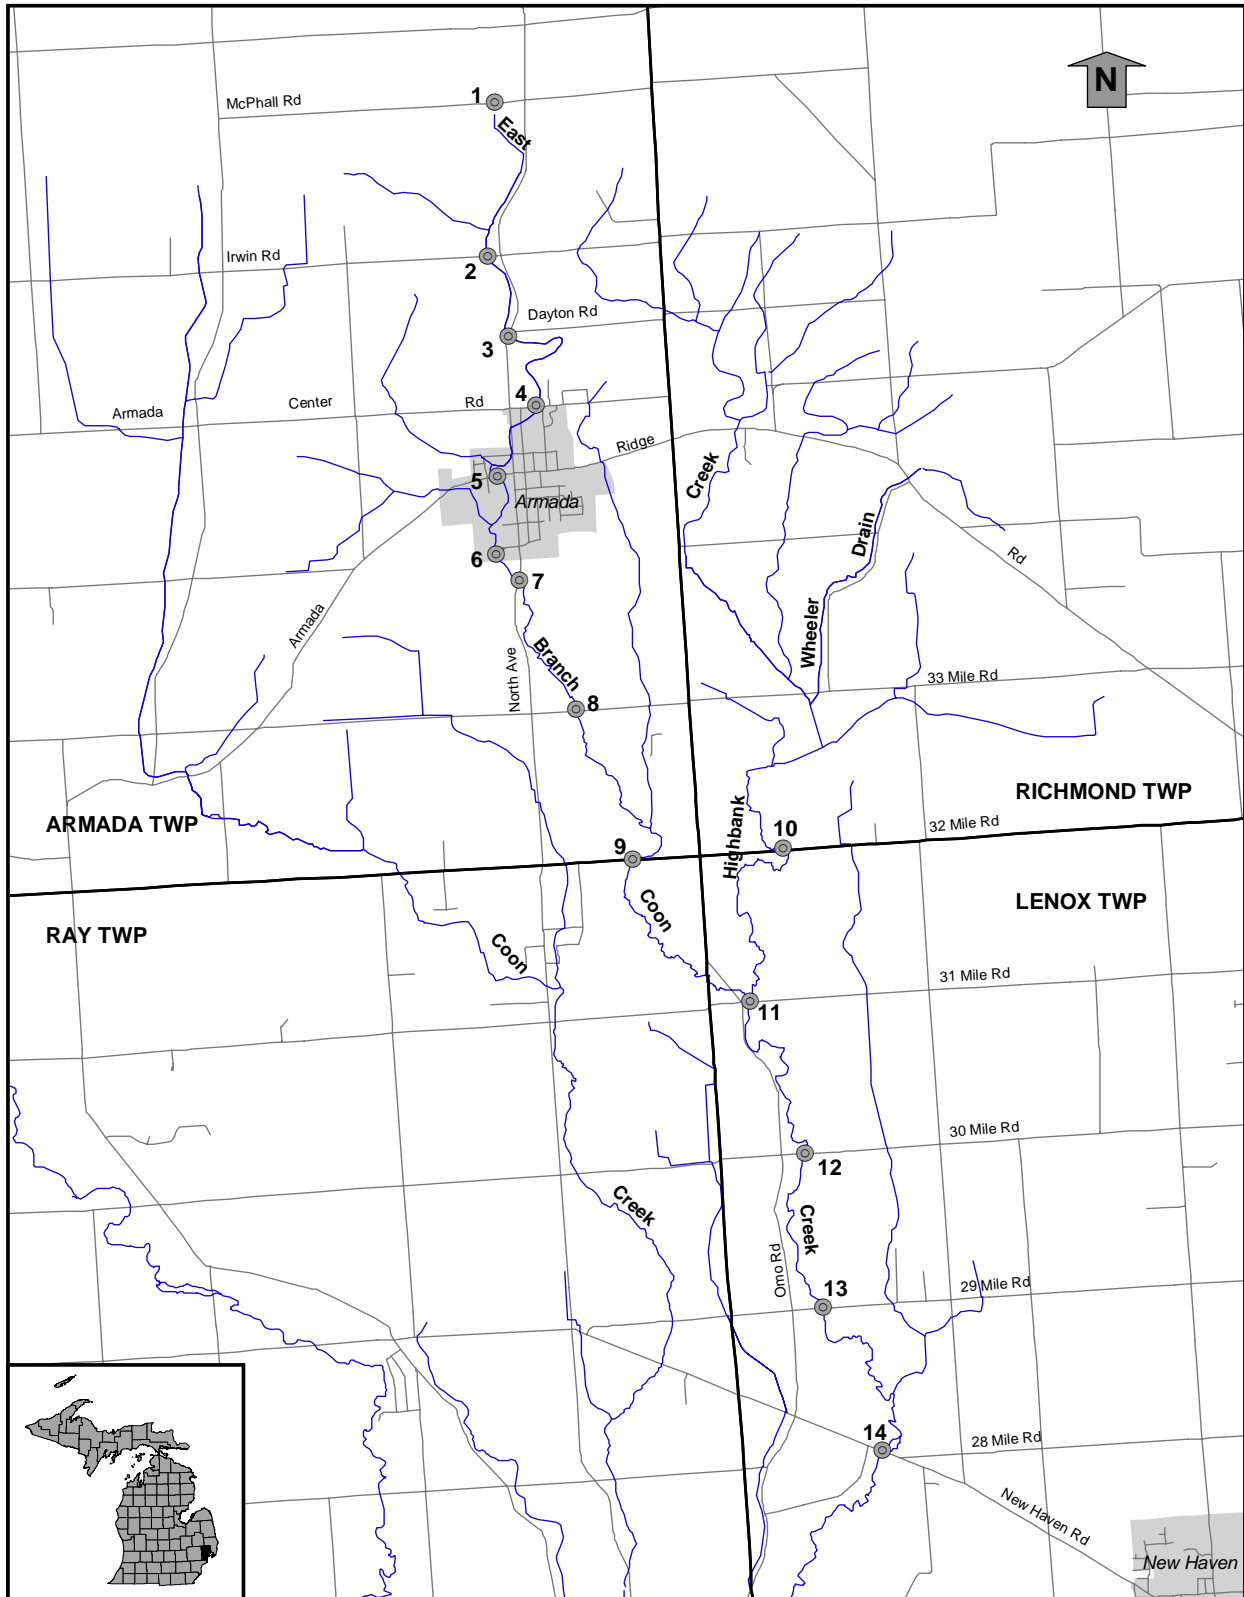 N
1
McPhall Rd
East
Irwin Rd
2
Dayton Rd
3
4
Armada
Center
Rd
Ridge
5
Armada
Creek
Drain
6
7
Rd
Armada
Wheeler
Branch
North Ave
33 Mile Rd
8
RICHMOND TWP
ARMADA TWP
Highbank
32 Mile Rd
10
9
LENOX TWP
RAY TWP
Coon
Coon
31 Mile Rd
11
30 Mile Rd
12
Creek
Creek
Omo Rd
13
29 Mile Rd
14
28 Mile Rd
New Haven Rd
New Haven